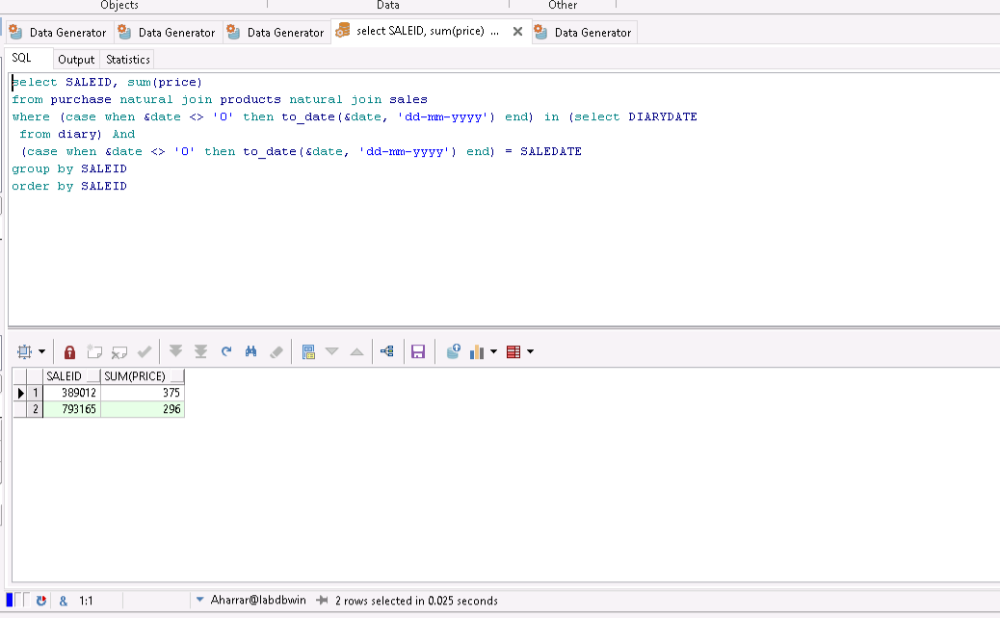 Objects Data Other
Data Generator Data Generator Data Generator select SALEID, sum(price) ... Data Generator
SQL Output Statistics
select SALEID, sum(price)
from purchase natural join products natural join sales
where (case when &date <> '0' then to_date(&date, 'dd-mm-yyyy') end) in (select DIARYDATE
from diary) And
(case when &date <> '0' then to_date(&date, 'dd-mm-yyyy') end) = SALEDATE
group by SALEID
order by SALEID
SALEID SUM(PRICE)
1 389012 375
2 793165 296
& 1:1 Aharrar@labdbwin 2 rows selected in 0.025 seconds